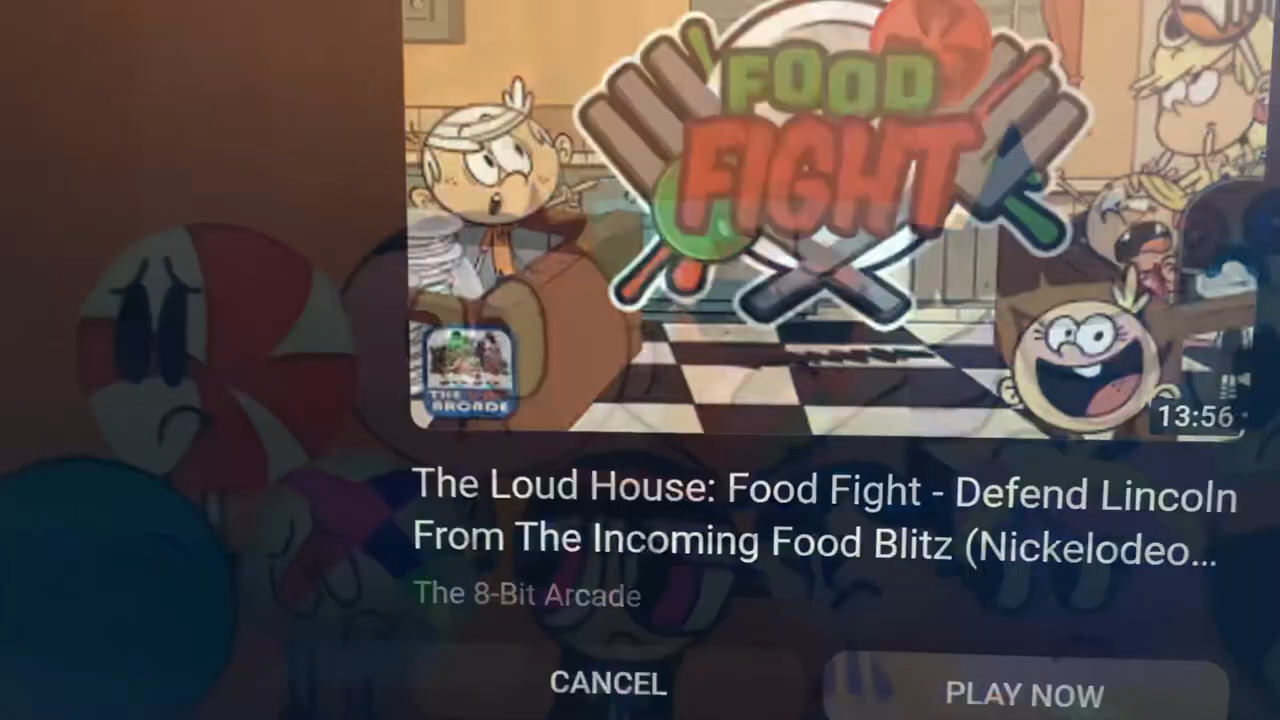 FOOD
FIGHT
THE
ARCADE
13:56
The Loud House: Food Fight - Defend Lincoln
From The Incoming Food Blitz (Nickelodeo...
The 8-Bit Arcade
CANCEL
PLAY NOW